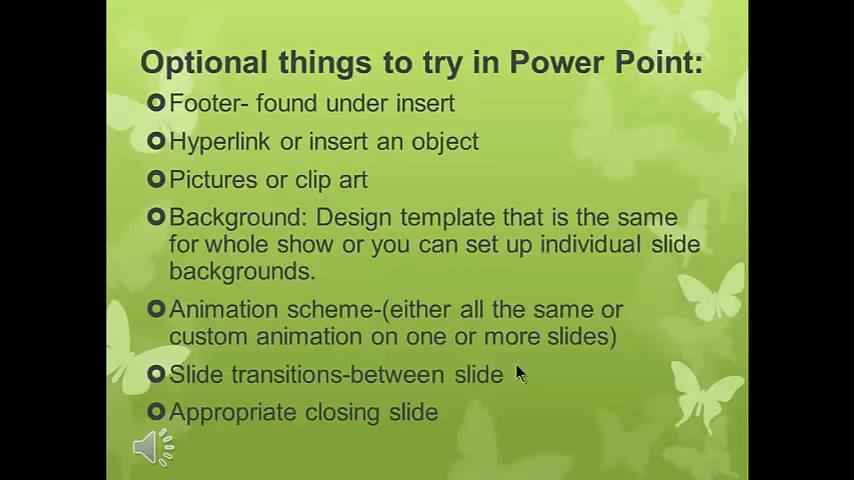 Optional things to try in Power Point:
Footer- found under insert
Hyperlink or insert an object
Pictures or clip art
Background: Design template that is the same
for whole show or you can set up individual slide
backgrounds.
Animation scheme-(either all the same or
custom animation on one or more slides)
Slide transitions-between slide
Appropriate closing slide